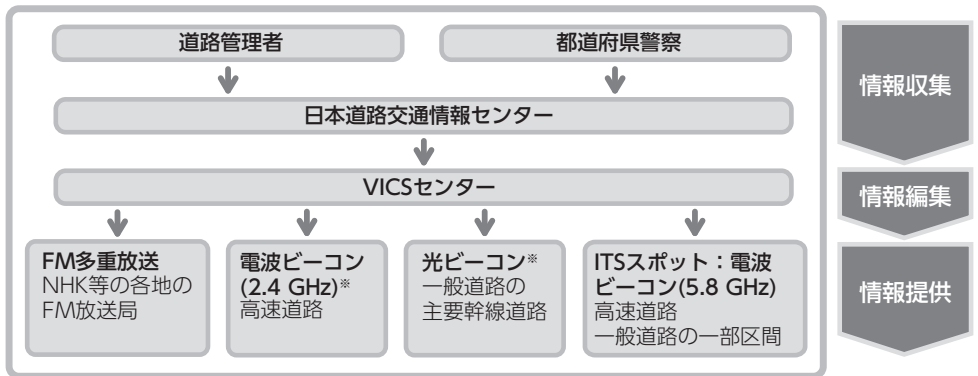 道路管理者
都道府県警察
日本道路交通情報センター
VICSセンター
FM多重放送
NHK等の各地の
FM放送局
電波ビーコン
(2.4 GHz)※
高速道路
光ビーコン※
一般道路の
主要幹線道路
ITSスポット：電波
ビーコン(5.8 GHz)
高速道路
一般道路の一部区間
情報収集
情報編集
情報提供